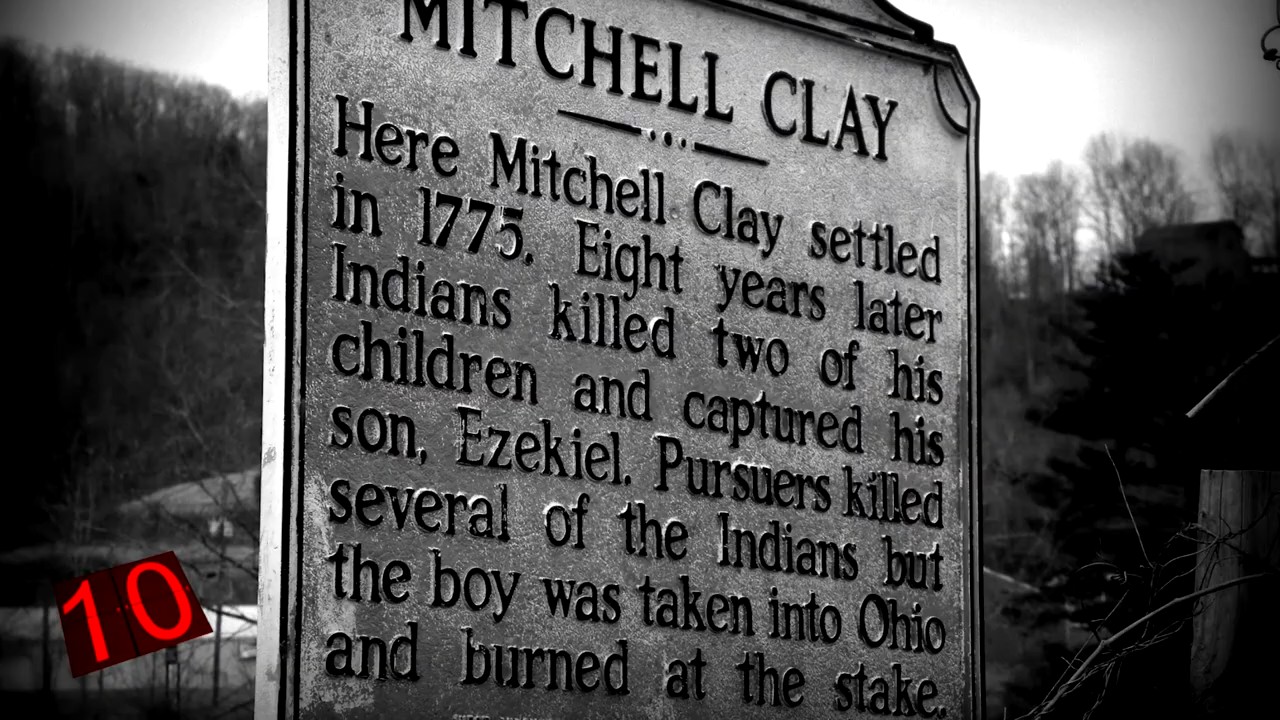 MITCHELL CLAY
Here Mitchell Clay settled
in 1775. Eight years later
Indians killed two of his
children and captured his
son, Ezekiel. Pursuers killed
several of the Indians but
the boy was taken into Ohio
and burned at the stake.
10